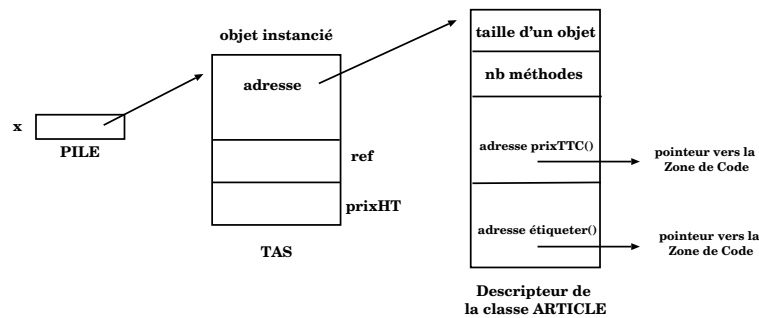 x
PILE
objet instancié
adresse
ref
prixHT
TAS
taille d'un objet
nb méthodes
adresse prixTTC()
pointeur vers la
Zone de Code
adresse étiqueter()
pointeur vers la
Zone de Code
Descripteur de
la classe ARTICLE